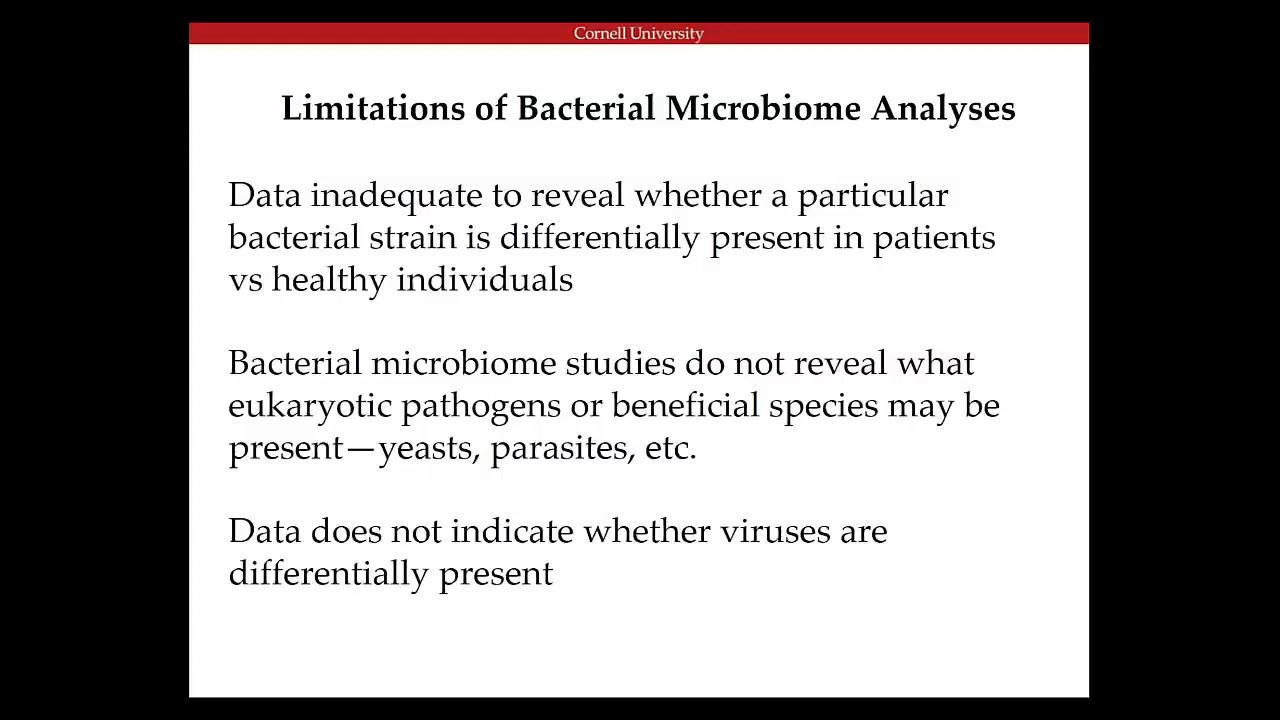 Cornell University
Limitations of Bacterial Microbiome Analyses
Data inadequate to reveal whether a particular
bacterial strain is differentially present in patients
vs healthy individuals
Bacterial microbiome studies do not reveal what
eukaryotic pathogens or beneficial species may be
present—yeasts, parasites, etc.
Data does not indicate whether viruses are
differentially present